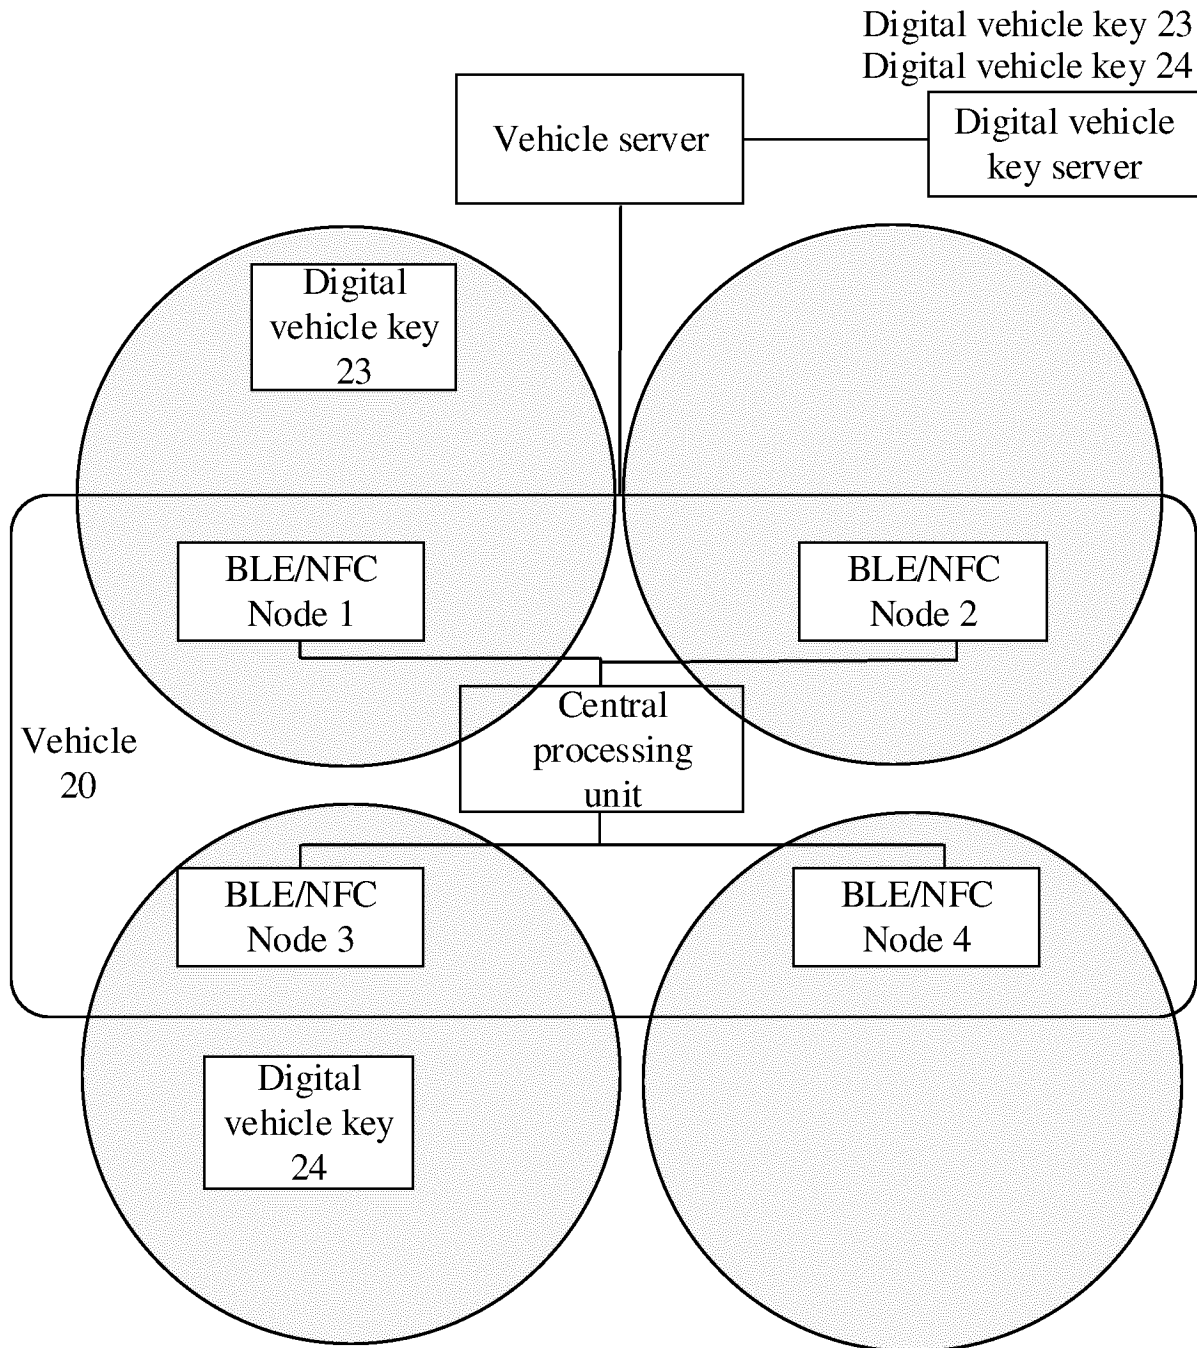 Digital vehicle key 23
Digital vehicle key 24
Vehicle server
Digital vehicle
key server
Digital
vehicle key
23
BLE/NFC
Node 1
BLE/NFC
Node 2
Central
processing
unit
Vehicle
20
BLE/NFC
Node 3
BLE/NFC
Node 4
Digital
vehicle key
24